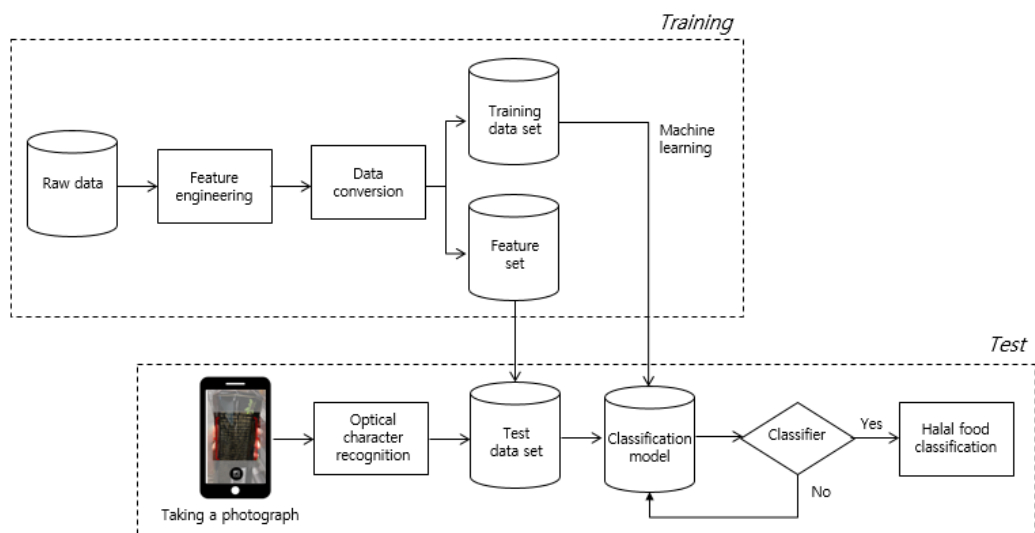 Training
Raw data
Feature
engineering
Data
conversion
Training
data set
Feature
set
Machine
learning
Test
Taking a photograph
Optical
character
recognition
Test
data set
Classification
model
Classifier
Yes
No
Halal food
classification